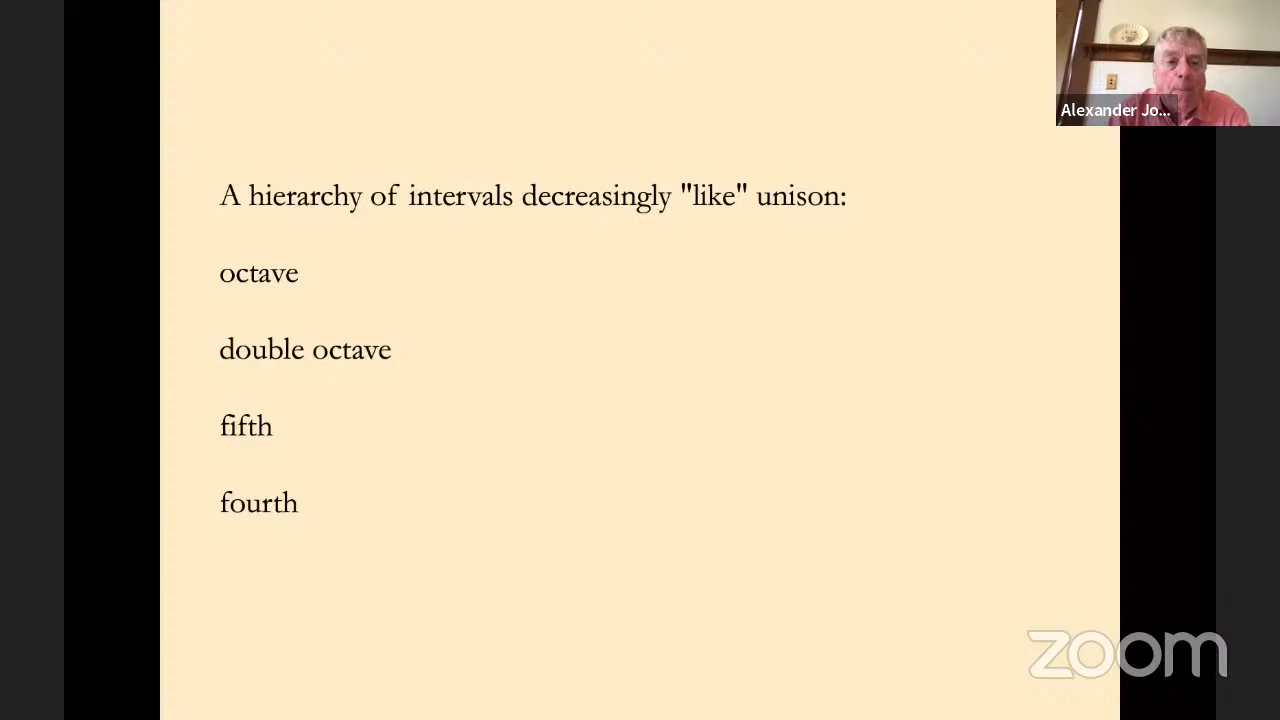 Alexander Jo...
A hierarchy of intervals decreasingly "like" unison:
octave
double octave
fifth
fourth
zoom